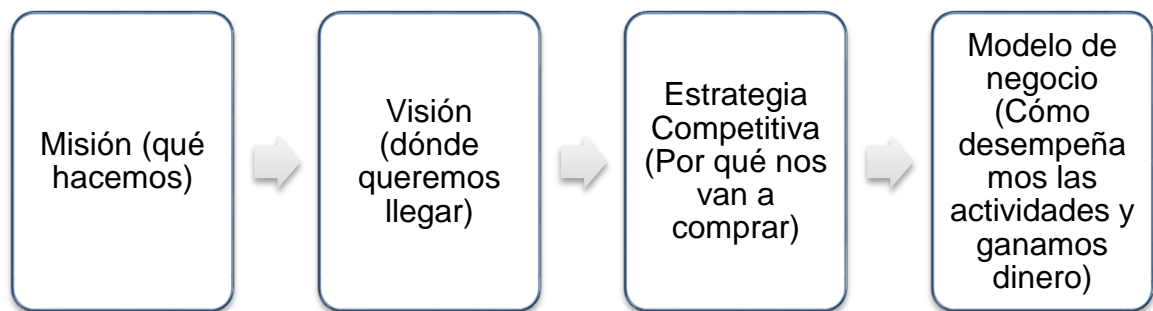 Misión (qué
hacemos)
Visión
(dónde
queremos
llegar)
Estrategia
Competitiva
(Por qué nos
van a
comprar)
Modelo de
negocio
(Cómo
desempeña
mos las
actividades y
ganamos
dinero)